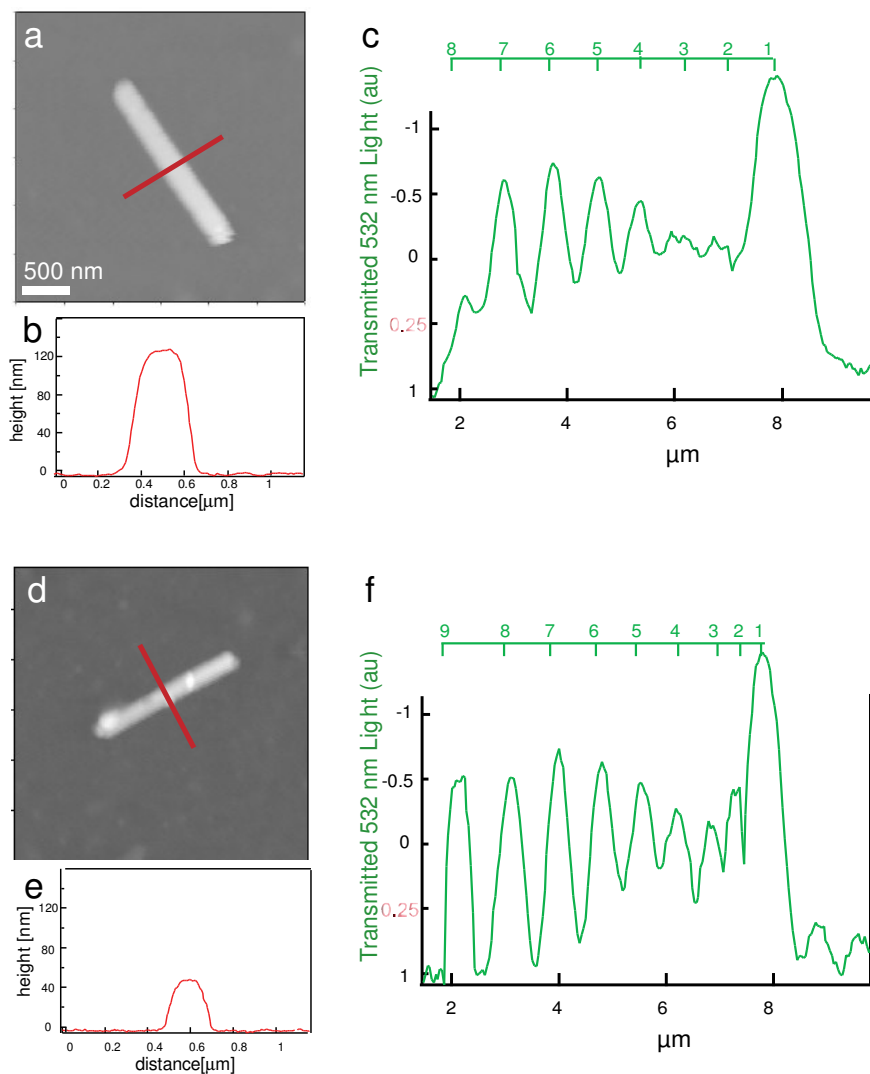 a
500 nm
b
height [nm]
120
80
40
0
0 0.2 0.4 0.6 0.8 1
distance[μm]
c
8 7 6 5 4 3 2 1
Transmitted 532 nm Light (au)
-1
-0.5
0
0.25
1
2 4 6 8
μm
d
e
height [nm]
120
80
40
0
0 0.2 0.4 0.6 0.8 1
distance[μm]
f
9 8 7 6 5 4 3 2 1
Transmitted 532 nm Light (au)
-1
-0.5
0
0.25
1
2 4 6 8
μm